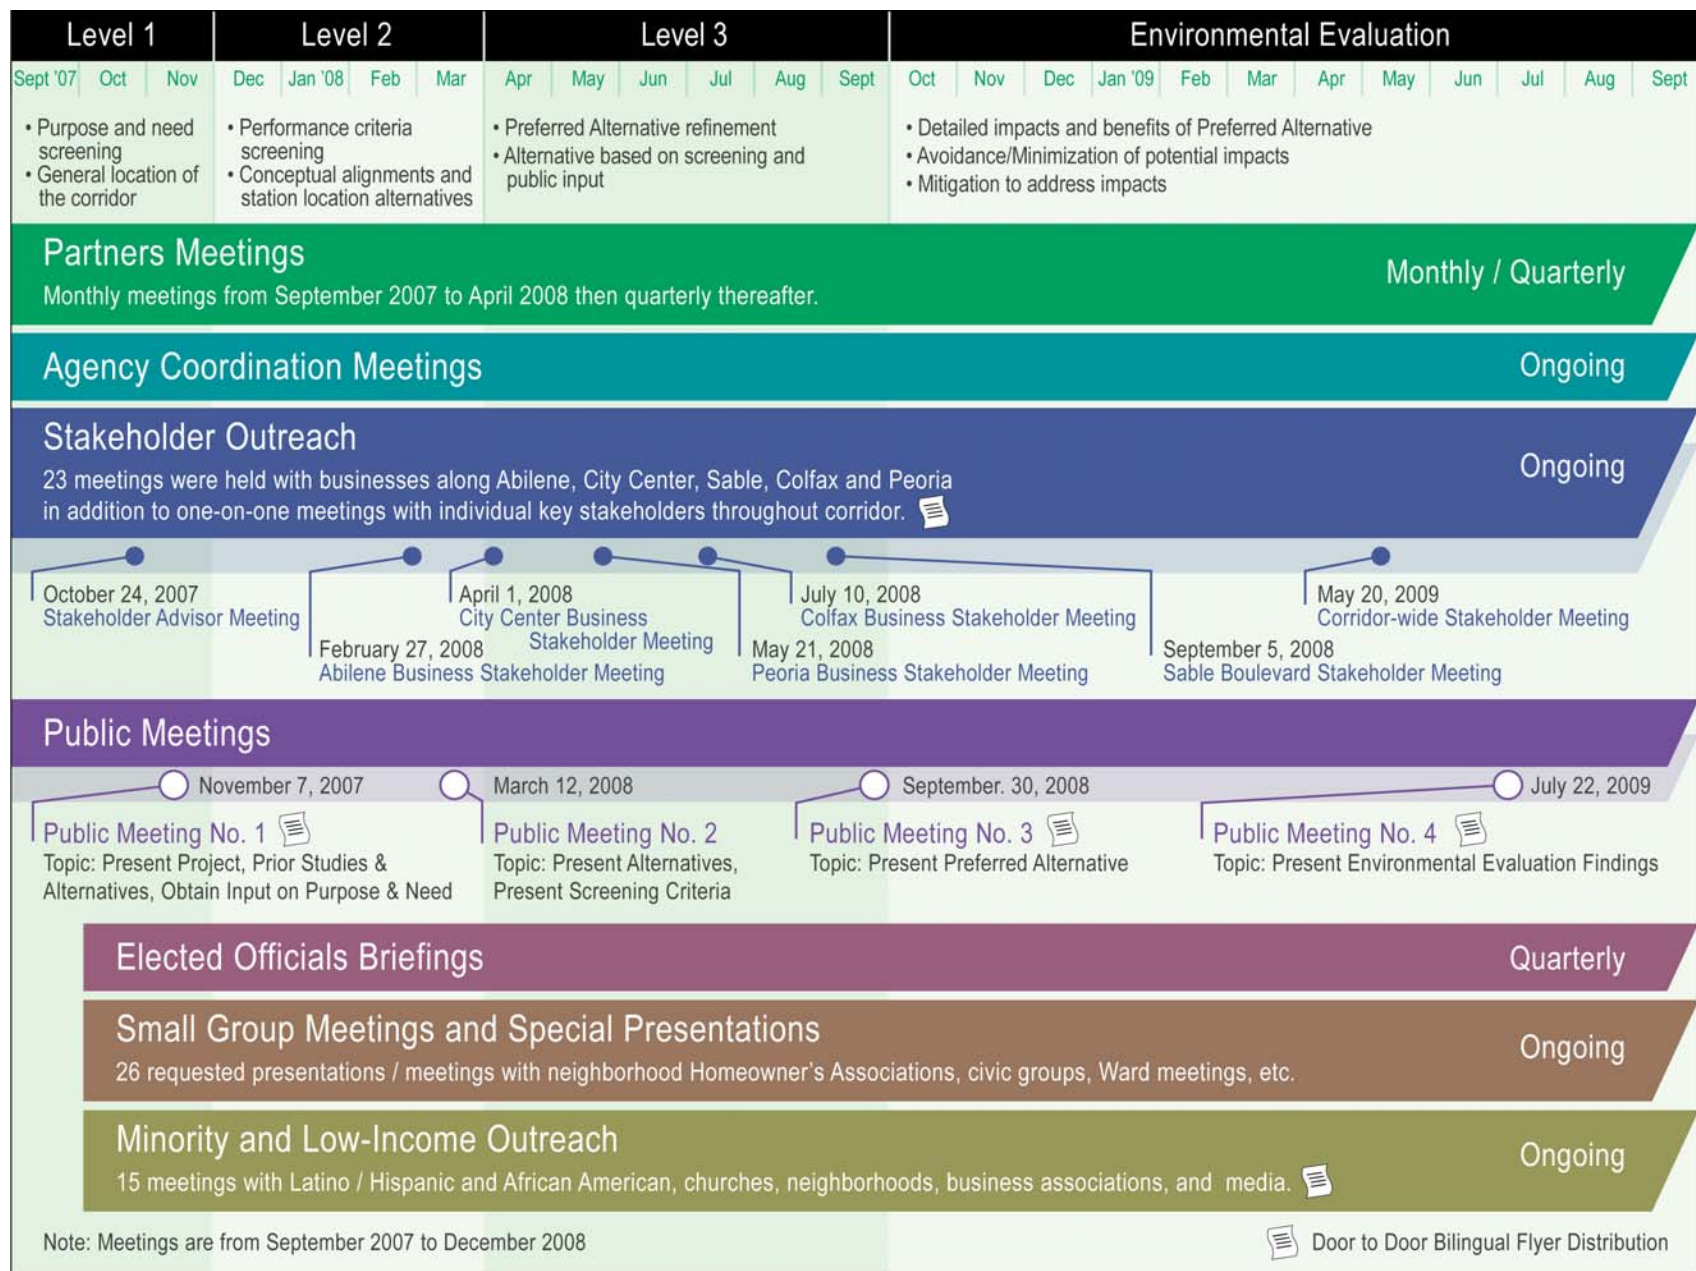 Level 1
Level 2
Level 3
Environmental Evaluation
Sept '07 Oct Nov Dec Jan '08 Feb Mar Apr May Jun Jul Aug Sept Oct Nov Dec Jan '09 Feb Mar Apr May Jun Jul Aug Sept
• Purpose and need
screening
• General location of
the corridor
• Performance criteria
screening
• Conceptual alignments and
station location alternatives
• Preferred Alternative refinement
• Alternative based on screening and
public input
• Detailed impacts and benefits of Preferred Alternative
• Avoidance/Minimization of potential impacts
• Mitigation to address impacts
Partners Meetings
Monthly meetings from September 2007 to April 2008 then quarterly thereafter.
Monthly / Quarterly
Agency Coordination Meetings
Ongoing
Stakeholder Outreach
23 meetings were held with businesses along Abilene, City Center, Sable, Colfax and Peoria
in addition to one-on-one meetings with individual key stakeholders throughout corridor.
Ongoing
October 24, 2007
Stakeholder Advisor Meeting
February 27, 2008
Abilene Business Stakeholder Meeting
April 1, 2008
City Center Business
Stakeholder Meeting
May 21, 2008
Peoria Business Stakeholder Meeting
July 10, 2008
Colfax Business Stakeholder Meeting
September 5, 2008
Sable Boulevard Stakeholder Meeting
May 20, 2009
Corridor-wide Stakeholder Meeting
Public Meetings
November 7, 2007
Public Meeting No. 1
Topic: Present Project, Prior Studies &
Alternatives, Obtain Input on Purpose & Need
March 12, 2008
Public Meeting No. 2
Topic: Present Alternatives,
Present Screening Criteria
September. 30, 2008
Public Meeting No. 3
Topic: Present Preferred Alternative
July 22, 2009
Public Meeting No. 4
Topic: Present Environmental Evaluation Findings
Elected Officials Briefings
Quarterly
Small Group Meetings and Special Presentations
26 requested presentations / meetings with neighborhood Homeowner's Associations, civic groups, Ward meetings, etc.
Ongoing
Minority and Low-Income Outreach
15 meetings with Latino / Hispanic and African American, churches, neighborhoods, business associations, and media.
Ongoing
Note: Meetings are from September 2007 to December 2008
Door to Door Bilingual Flyer Distribution